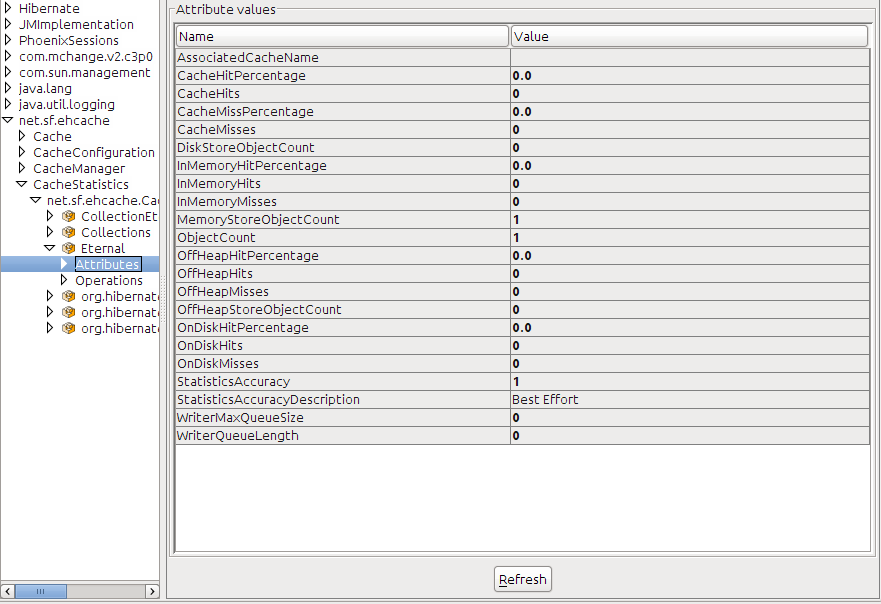 Hibernate
JMImplementation
PhoenixSessions
com.mchange.v2.c3p0
com.sun.management
java.lang
java.util.logging
net.sf.ehcache
Cache
CacheConfiguration
CacheManager
CacheStatistics
net.sf.ehcache.Ca
CollectionEt
Collections
Eternal
Attributes
Operations
org.hibernat
org.hibernat
org.hibernat
Attribute values
Name Value
AssociatedCacheName
CacheHitPercentage 0.0
CacheHits 0
CacheMissPercentage 0.0
CacheMisses 0
DiskStoreObjectCount 0
InMemoryHitPercentage 0.0
InMemoryHits 0
InMemoryMisses 0
MemoryStoreObjectCount 1
ObjectCount 1
OffHeapHitPercentage 0.0
OffHeapHits 0
OffHeapMisses 0
OffHeapStoreObjectCount 0
OnDiskHitPercentage 0.0
OnDiskHits 0
OnDiskMisses 0
StatisticsAccuracy 1
StatisticsAccuracyDescription Best Effort
WriterMaxQueueSize 0
WriterQueueLength 0
Refresh